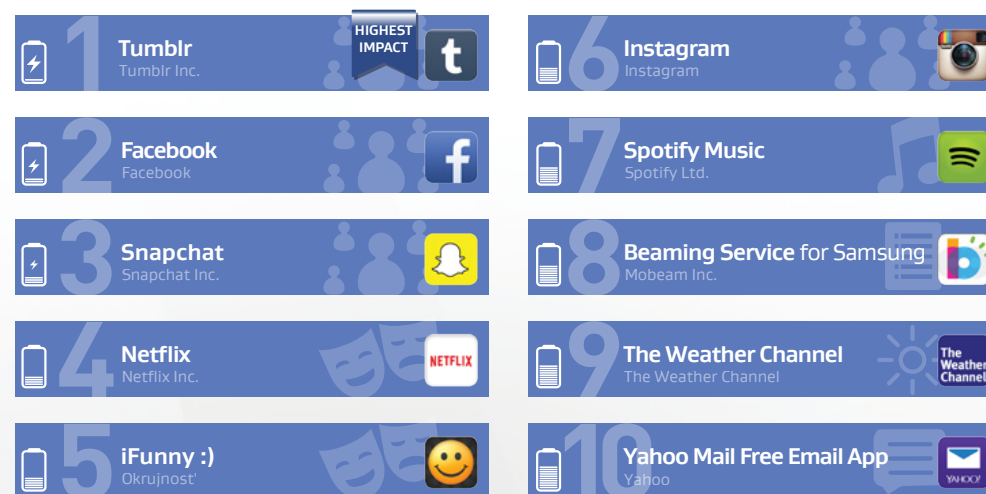 1
Tumblr
Tumblr Inc.
HIGHEST
IMPACT
t
2
Facebook
Facebook
f
3
Snapchat
Snapchat Inc.
4
Netflix
Netflix Inc.
NETFLIX
5
iFunny :)
Okrujnost'
6
Instagram
Instagram
7
Spotify Music
Spotify Ltd.
8
Beaming Service for Samsung
Mobeam Inc.
b
9
The Weather Channel
The Weather Channel
The
Weather
Channel
10
Yahoo Mail Free Email App
Yahoo
YAHOO!